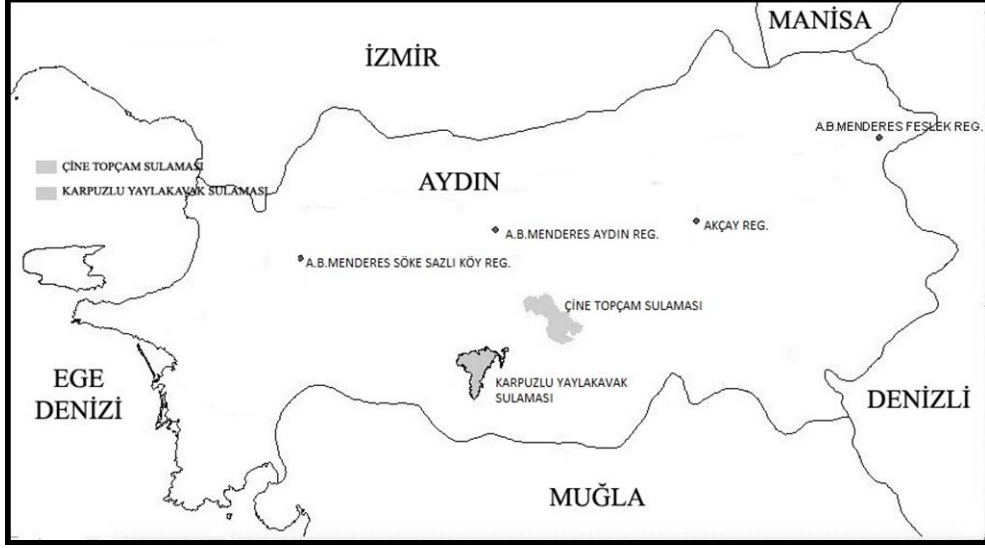 MANİSA
İZMİR
A.B.MENDERES FESLEK REG.
ÇİNE TOPÇAM SULAMASI
KARPUZLU YAYLAKAVAK SULAMASI
AYDIN
AKÇAY REG.
A.B.MENDERES AYDIN REG.
A.B.MENDERES SÖKE SAZLI KÖY REG.
ÇİNE TOPÇAM SULAMASI
KARPUZLU YAYLAKAVAK
SULAMASI
EGE
DENİZİ
DENİZLİ
MUĞLA